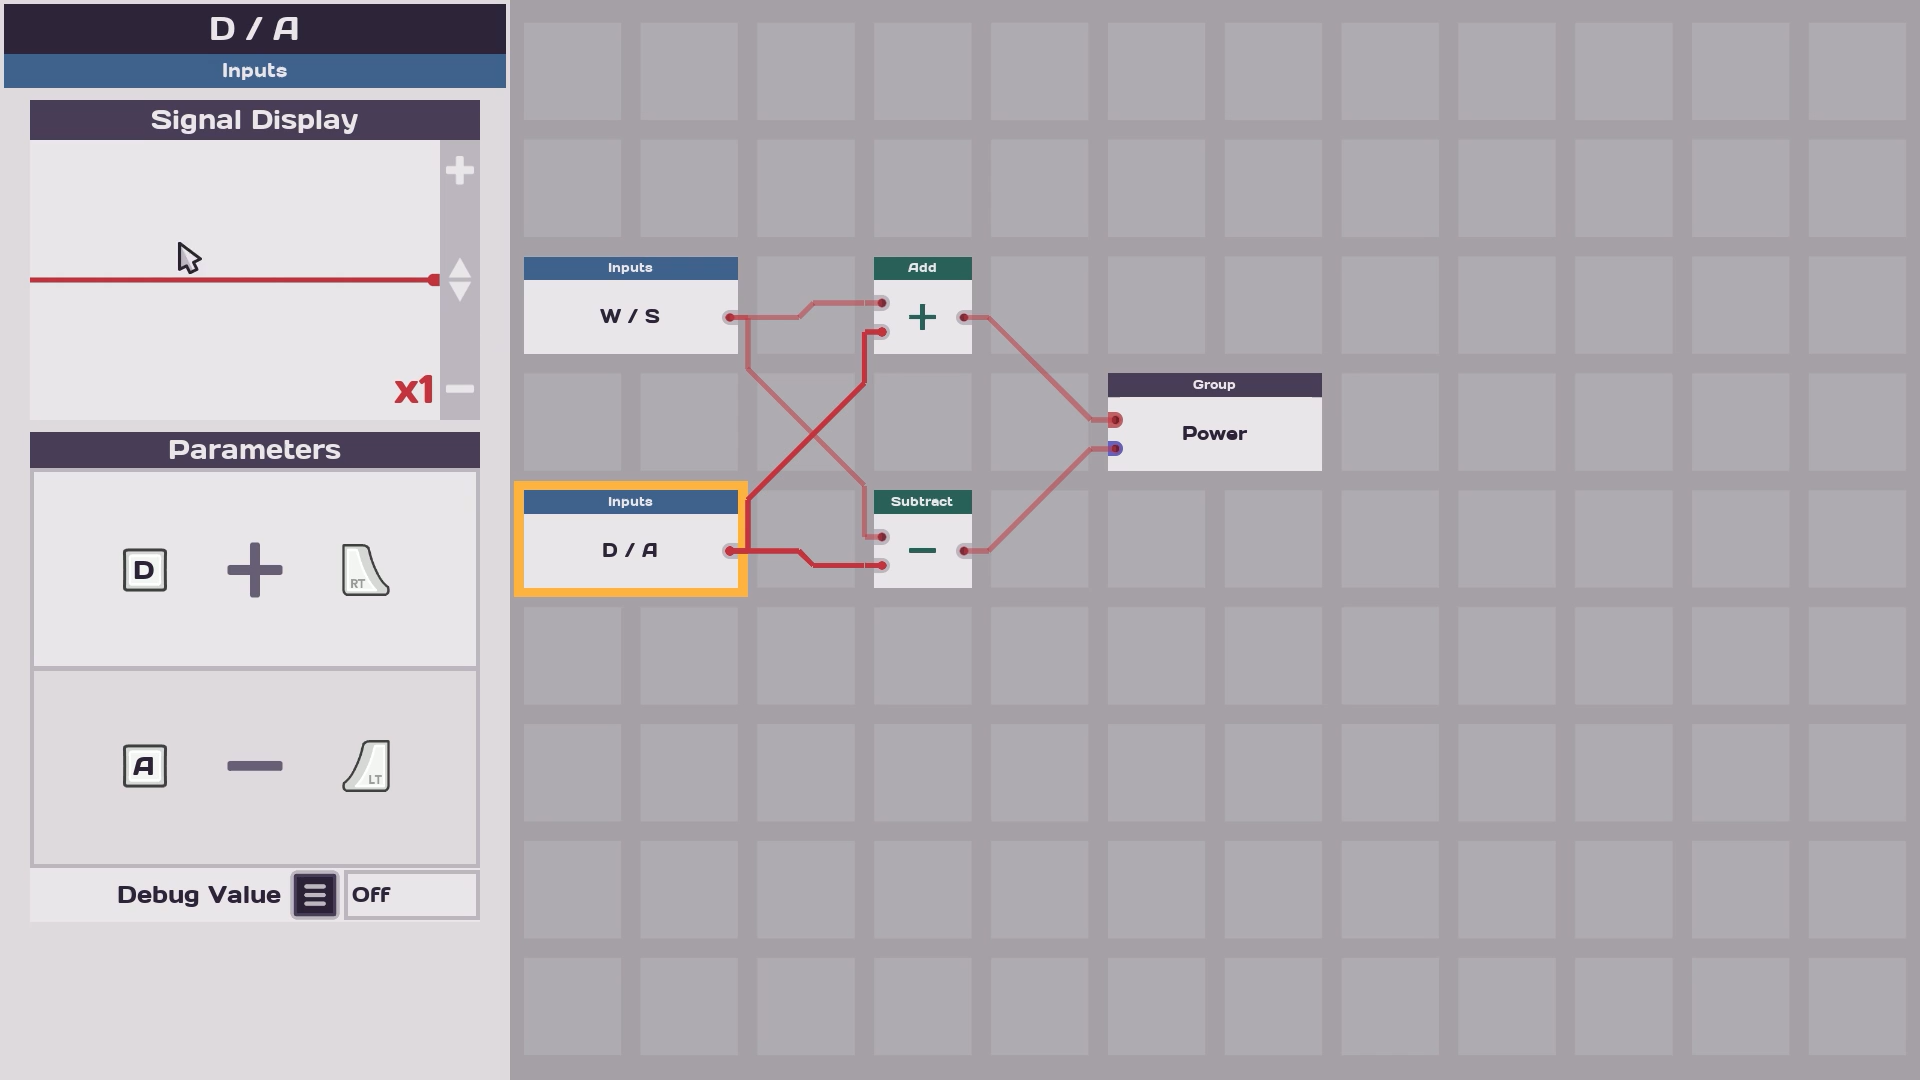 D / A
Inputs
Signal Display
x1
Parameters
D
RT
A
LT
Debug Value
Off
Inputs
W / S
Add
+
Group
Power
Inputs
D / A
Subtract
−